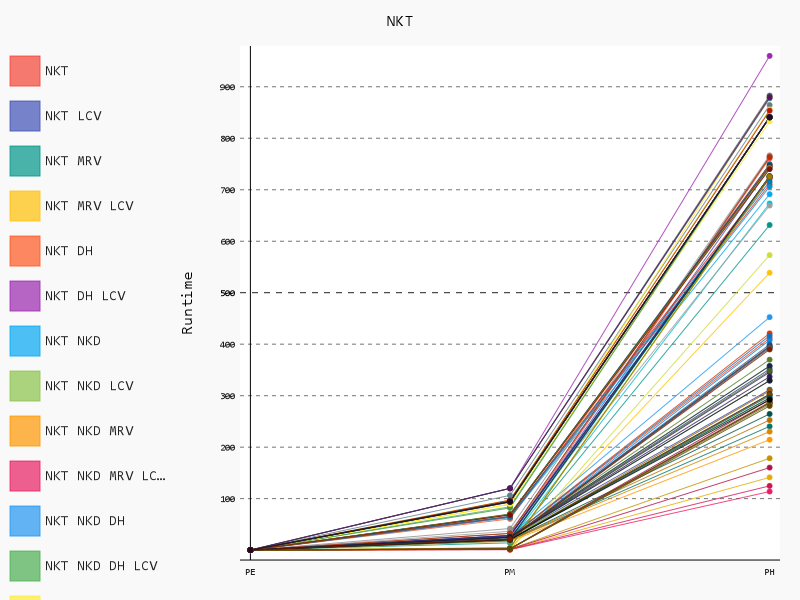 NKT
NKT
NKT LCV
NKT MRV
NKT MRV LCV
NKT DH
NKT DH LCV
NKT NKD
NKT NKD LCV
NKT NKD MRV
NKT NKD MRV LC…
NKT NKD DH
NKT NKD DH LCV
Runtime
900
800
700
600
500
400
300
200
100
PE PM PH